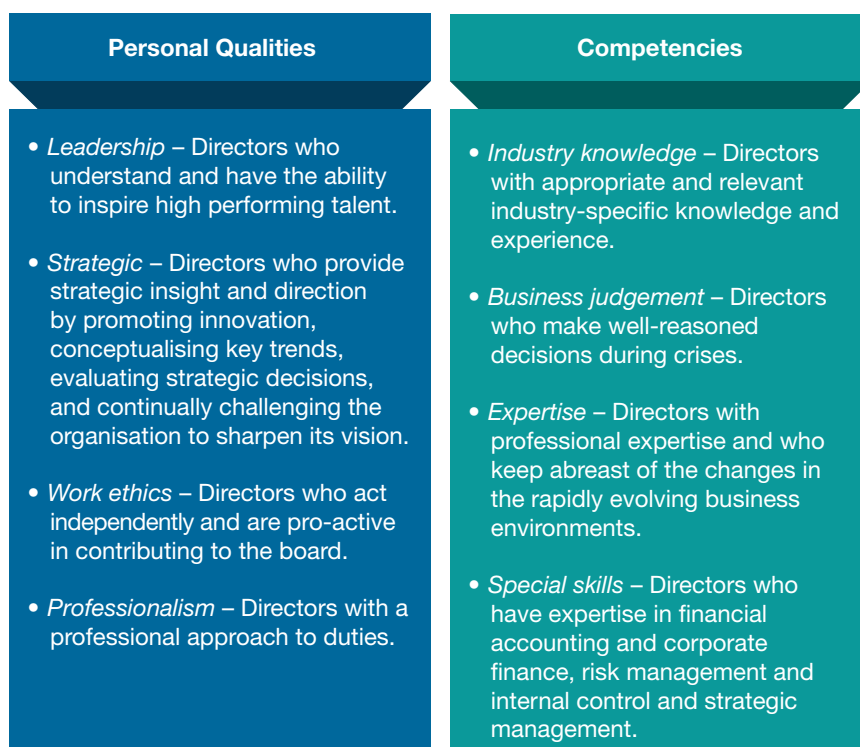 Personal Qualities
• Leadership – Directors who
understand and have the ability
to inspire high performing talent.
• Strategic – Directors who provide
strategic insight and direction
by promoting innovation,
conceptualising key trends,
evaluating strategic decisions,
and continually challenging the
organisation to sharpen its vision.
• Work ethics – Directors who act
independently and are pro-active
in contributing to the board.
• Professionalism – Directors with a
professional approach to duties.
Competencies
• Industry knowledge – Directors
with appropriate and relevant
industry-specific knowledge and
experience.
• Business judgement – Directors
who make well-reasoned
decisions during crises.
• Expertise – Directors with
professional expertise and who
keep abreast of the changes in
the rapidly evolving business
environments.
• Special skills – Directors who
have expertise in financial
accounting and corporate
finance, risk management and
internal control and strategic
management.